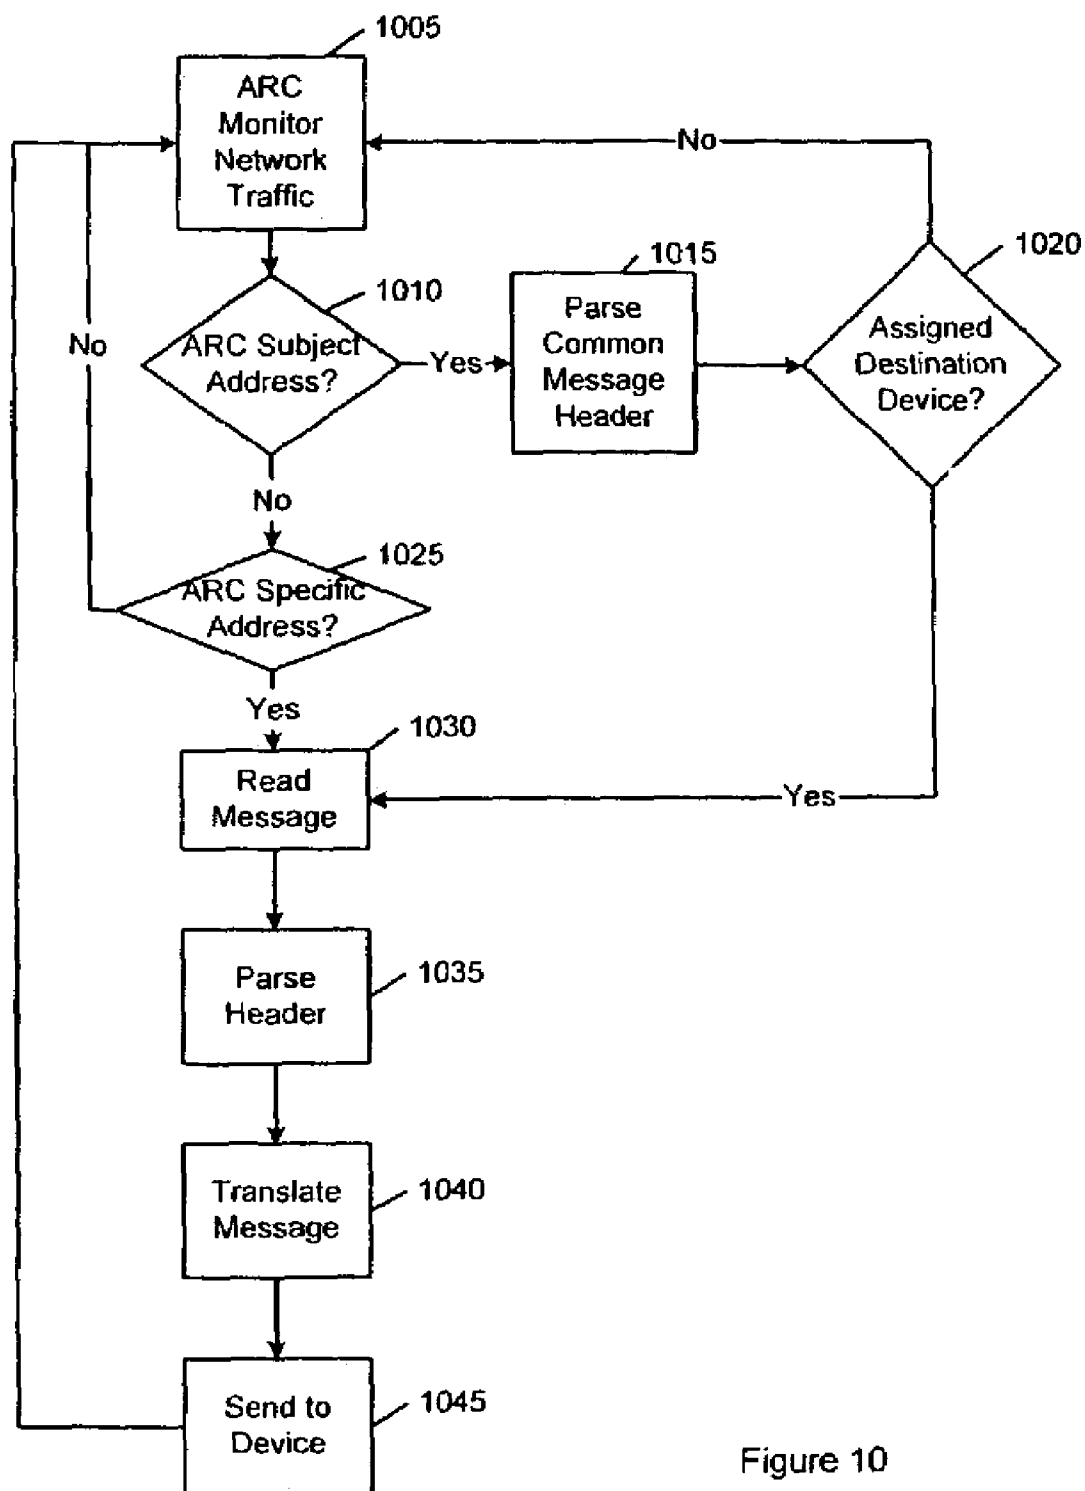 1005
ARC
Monitor
Network
Traffic
No
1010
ARC Subject
Address?
Yes
1015
Parse
Common
Message
Header
1020
Assigned
Destination
Device?
No
No
1025
ARC Specific
Address?
Yes
1030
Read
Message
Yes
1035
Parse
Header
1040
Translate
Message
1045
Send to
Device
Figure 10